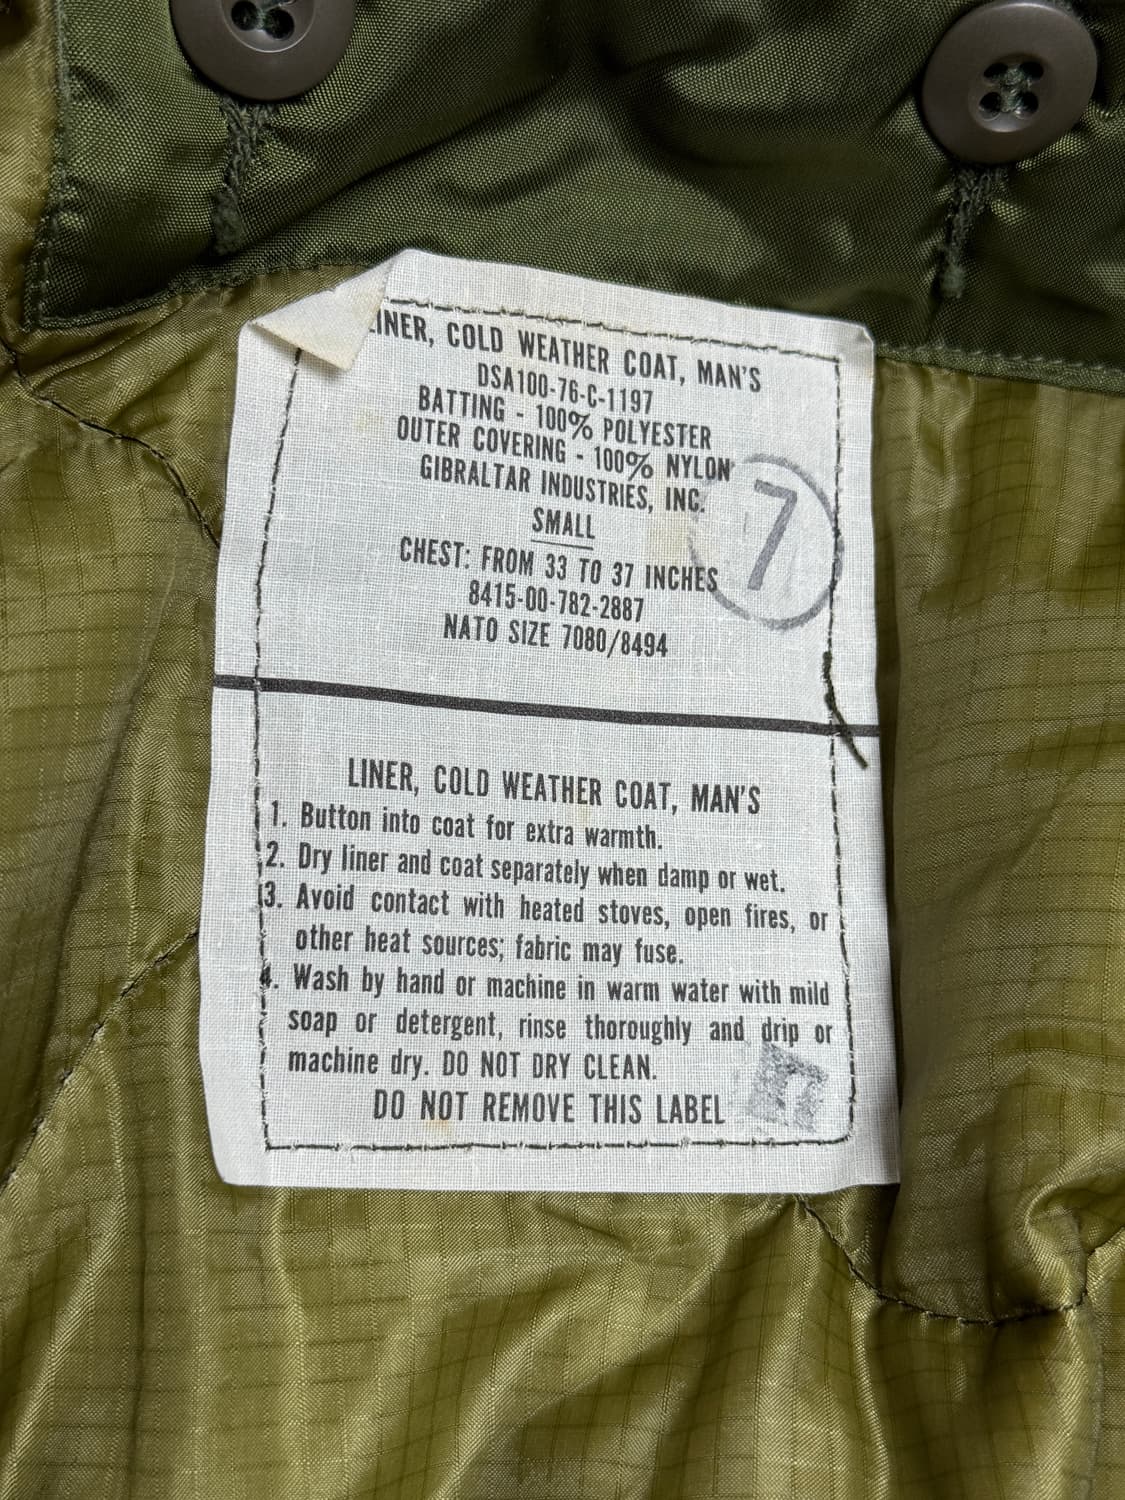 LINER, COLD WEATHER COAT, MAN'S
DSA100-76-C-1197
BATTING - 100% POLYESTER
OUTER COVERING - 100% NYLON
GIBRALTAR INDUSTRIES, INC.
SMALL
7
CHEST: FROM 33 TO 37 INCHES
8415-00-782-2887
NATO SIZE 7080/8494
LINER, COLD WEATHER COAT, MAN'S
1. Button into coat for extra warmth.
2. Dry liner and coat separately when damp or wet.
3. Avoid contact with heated stoves, open fires, or
other heat sources; fabric may fuse.
4. Wash by hand or machine in warm water with mild
soap or detergent, rinse thoroughly and drip or
machine dry. DO NOT DRY CLEAN.
DO NOT REMOVE THIS LABEL